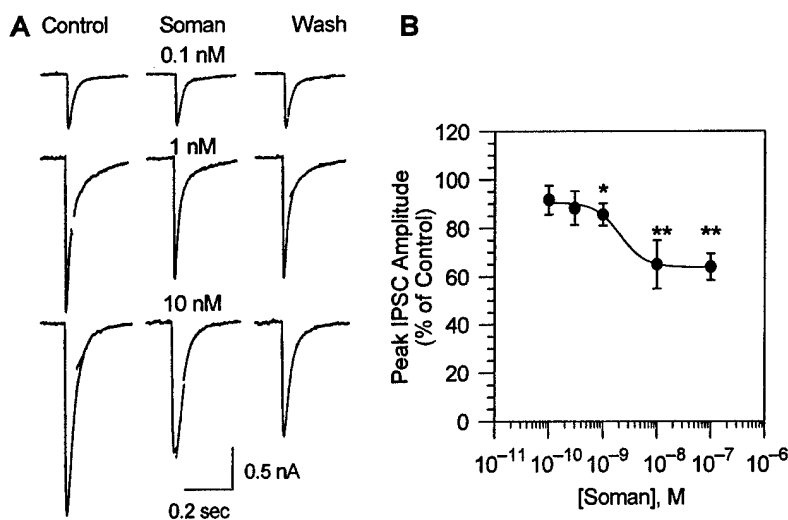 A
Control
Soman
Wash
0.1 nM
1 nM
10 nM
0.5 nA
0.2 sec
B
Peak IPSC Amplitude
(% of Control)
120
100
80
60
40
20
0
*
**
**
10⁻¹¹ 10⁻¹⁰ 10⁻⁹ 10⁻⁸ 10⁻⁷ 10⁻⁶
[Soman], M